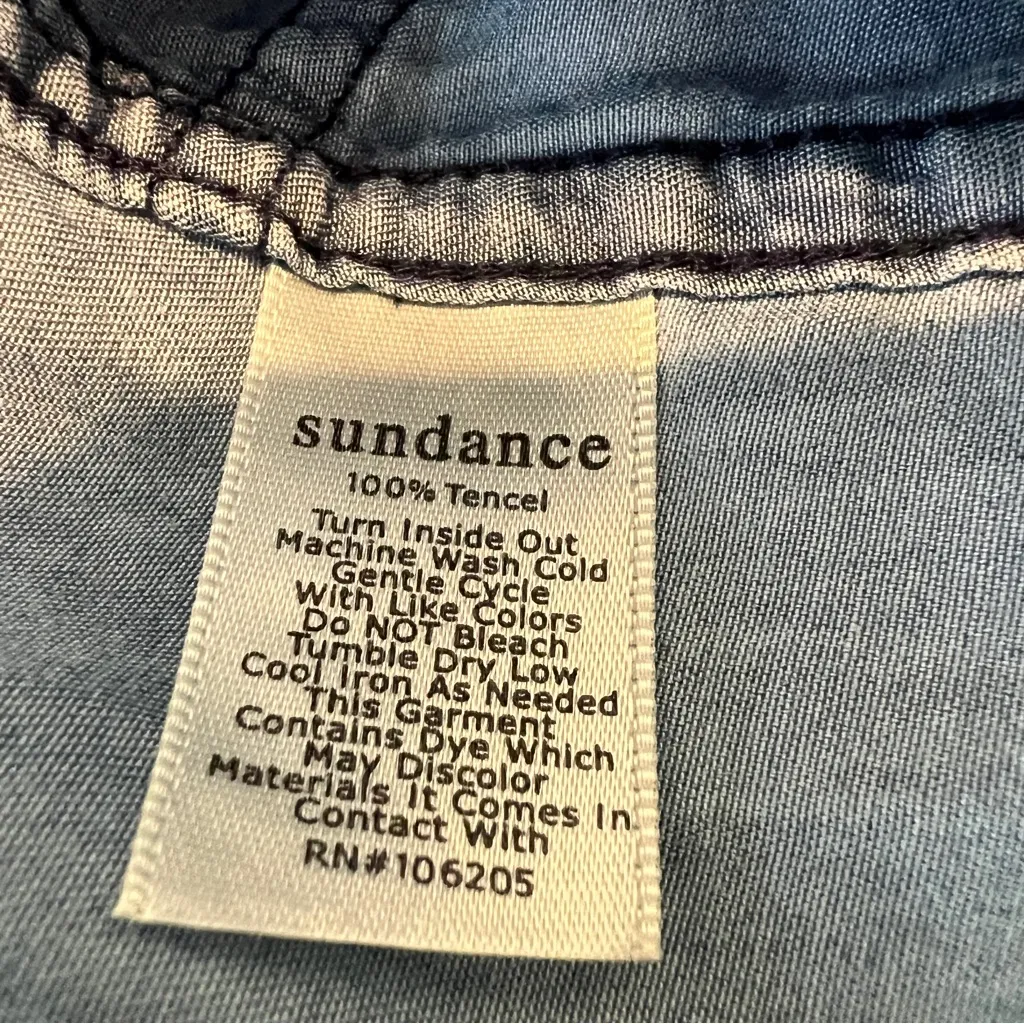 sundance
100% Tencel
Turn Inside Out
Machine Wash Cold
Gentle Cycle
With Like Colors
Do NOT Bleach
Tumble Dry Low
Cool Iron As Needed
This Garment
Contains Dye Which
May Discolor
Materials It Comes In
Contact With
RN#106205